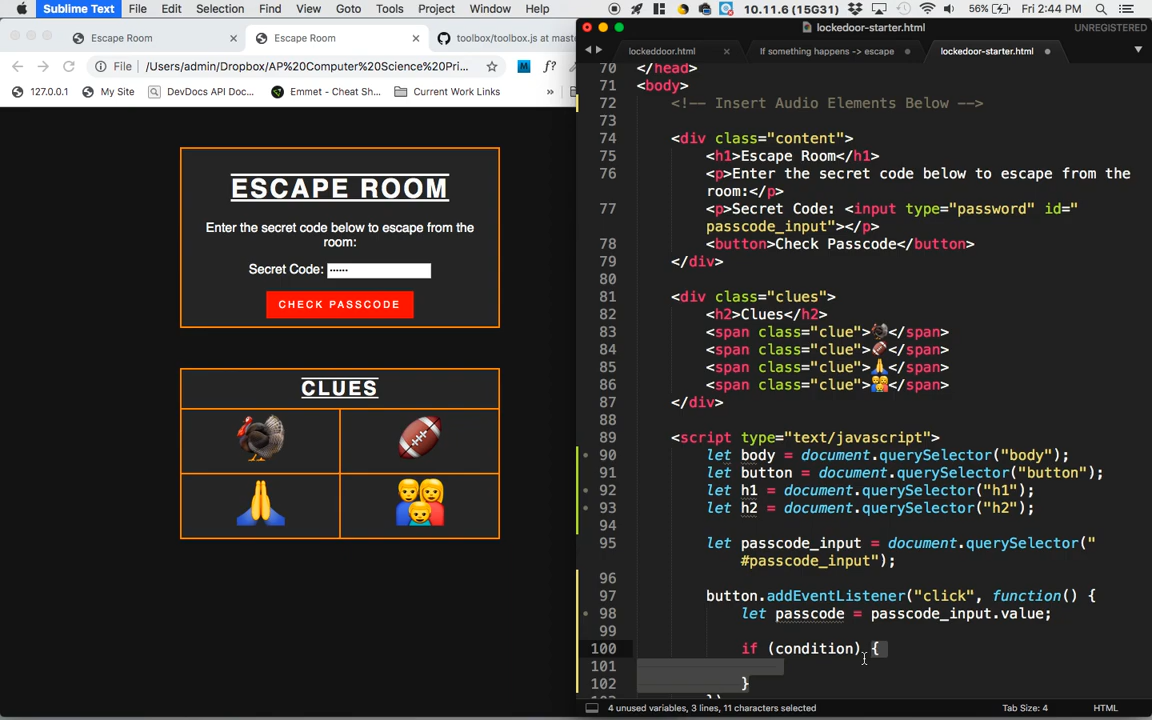 Sublime Text File Edit Selection Find View Goto Tools Project Window Help 10.11.6 (15G31) 56% Fri 2:44 PM
Escape Room × Escape Room × toolbox/toolbox.js at mast
File /Users/admin/Dropbox/AP%20Computer%20Science%20Pri...
127.0.0.1 My Site DevDocs API Doc... Emmet - Cheat Sh... Current Work Links »
ESCAPE ROOM
Enter the secret code below to escape from the
room:
Secret Code: ••••••
CHECK PASSCODE
CLUES
lockedoor-starter.html UNREGISTERED
lockeddoor.html × If something happens -> escape lockedoor-starter.html
70 </head>
71 <body>
72 <!-- Insert Audio Elements Below -->
73
74 <div class="content">
75 <h1>Escape Room</h1>
76 <p>Enter the secret code below to escape from the
room:</p>
77 <p>Secret Code: <input type="password" id="
passcode_input"></p>
78 <button>Check Passcode</button>
79 </div>
80
81 <div class="clues">
82 <h2>Clues</h2>
83 <span class="clue">🦃</span>
84 <span class="clue">🏈</span>
85 <span class="clue">🙏</span>
86 <span class="clue">👪</span>
87 </div>
88
89 <script type="text/javascript">
90 let body = document.querySelector("body");
91 let button = document.querySelector("button");
92 let h1 = document.querySelector("h1");
93 let h2 = document.querySelector("h2");
94
95 let passcode_input = document.querySelector("
#passcode_input");
96
97 button.addEventListener("click", function() {
98 let passcode = passcode_input.value;
99
100 if (condition) {
101
102 }
4 unused variables, 3 lines, 11 characters selected Tab Size: 4 HTML